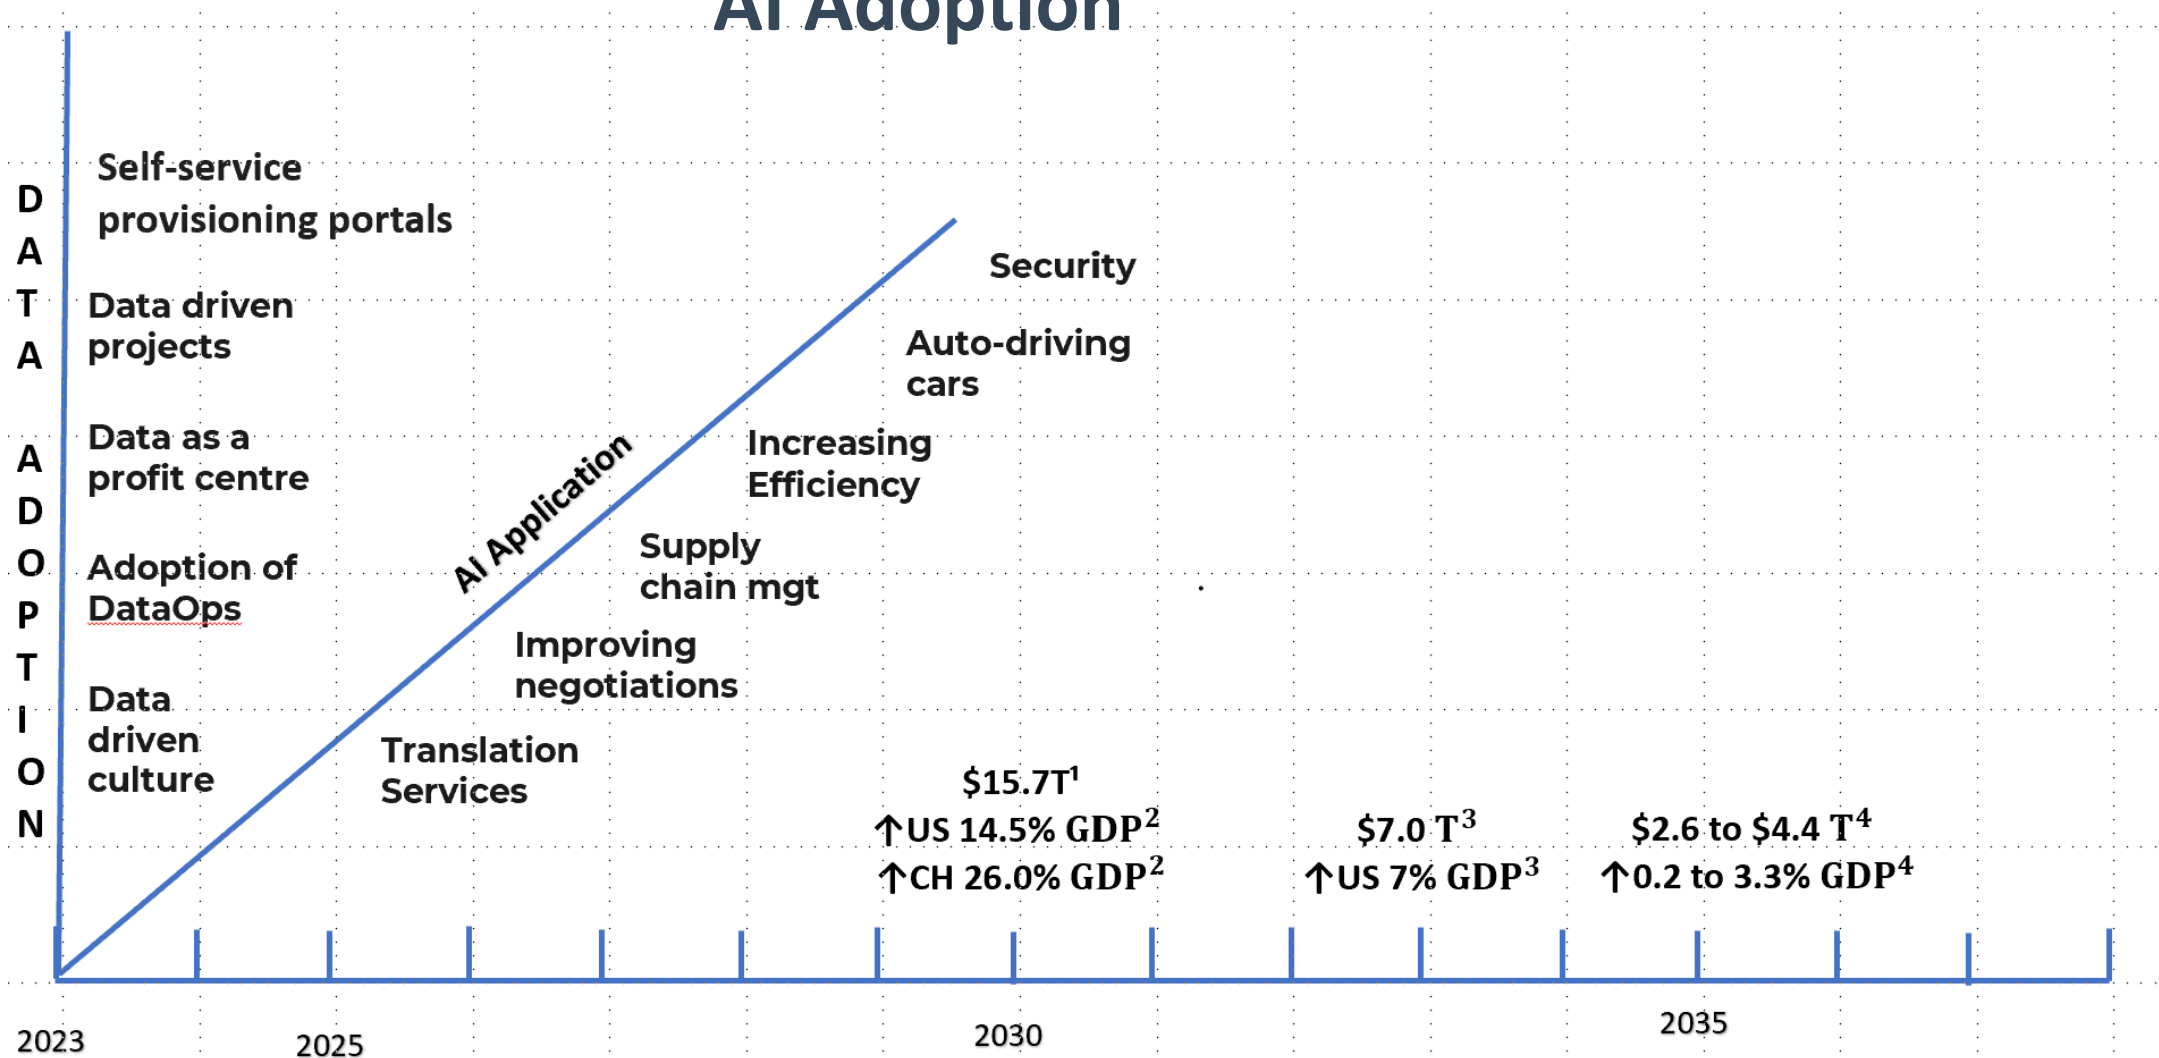 AI Adoption
DATA ADOPTION
Self-service
provisioning portals
Data driven
projects
Data as a
profit centre
Adoption of
DataOps
Data
driven
culture
AI Application
Security
Auto-driving
cars
Increasing
Efficiency
Supply
chain mgt
Improving
negotiations
Translation
Services
$15.7T¹
↑US 14.5% GDP²
↑CH 26.0% GDP²
$7.0 T³
↑US 7% GDP³
$2.6 to $4.4 T⁴
↑0.2 to 3.3% GDP⁴
2023
2025
2030
2035